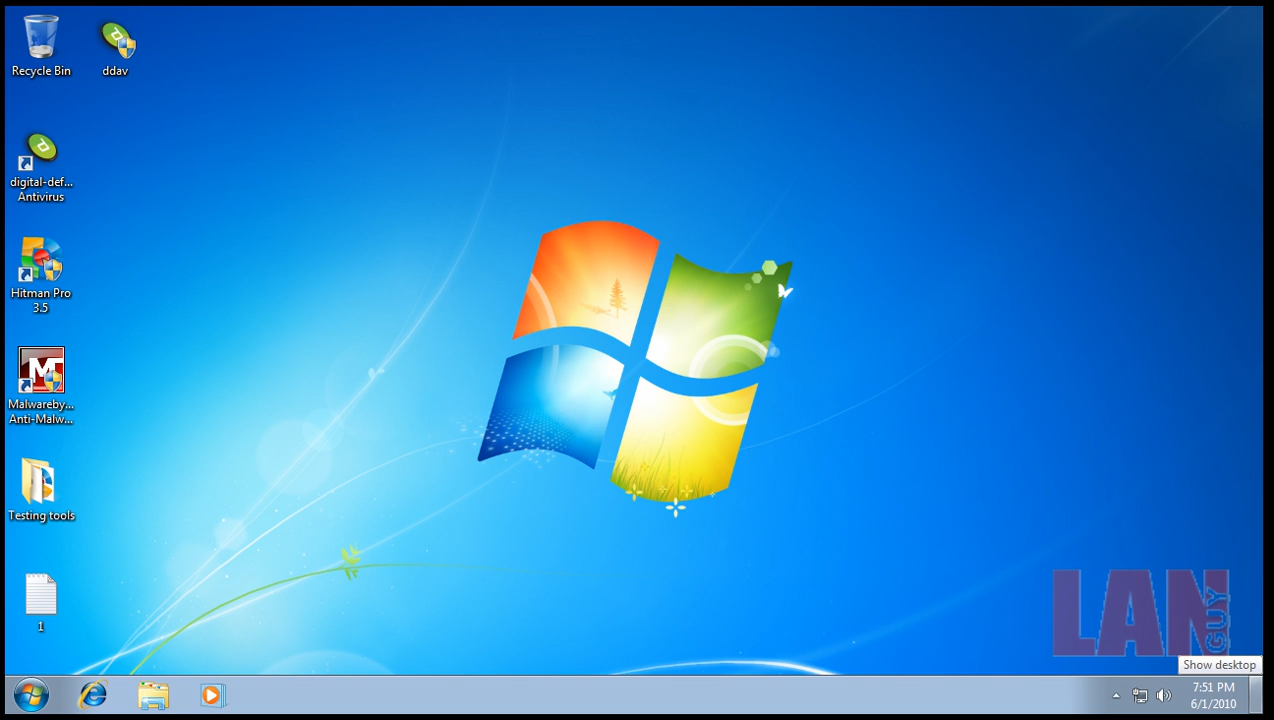 Recycle Bin
ddav
digital-def...
Antivirus
Hitman Pro
3.5
Malwareby...
Anti-Malw...
Testing tools
1
LAN
GUY
Show desktop
7:51 PM
6/1/2010